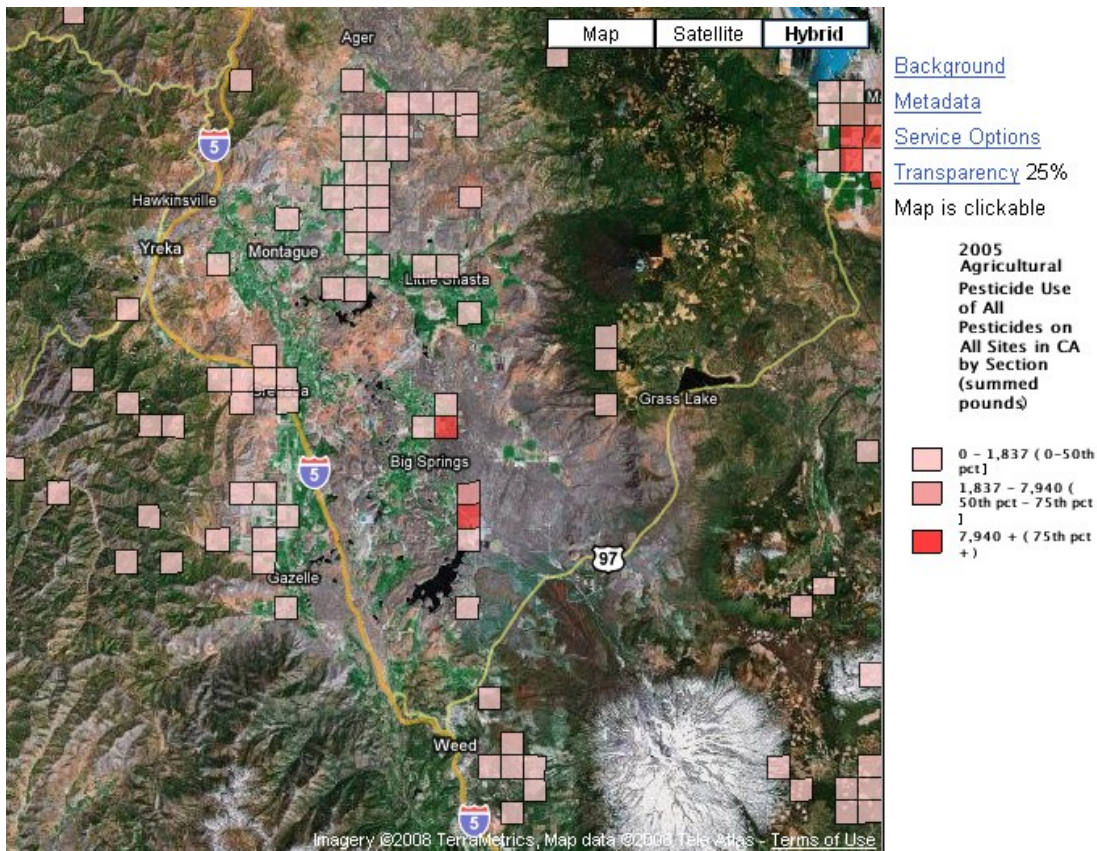 Ager
Map Satellite Hybrid
5
Hawkinsville
Yreka
Montague
Little Shasta
Grass Lake
Big Springs
5
97
Gazelle
Weed
5
Imagery ©2008 TerraMetrics, Map data ©2008 Tele Atlas - Terms of Use
Background
Metadata
Service Options
Transparency 25%
Map is clickable
2005
Agricultural
Pesticide Use
of All
Pesticides on
All Sites in CA
by Section
(summed
pounds)
0 - 1,837 ( 0-50th
pct ]
1,837 - 7,940 (
50th pct - 75th pct
]
7,940 + ( 75th pct
+ )